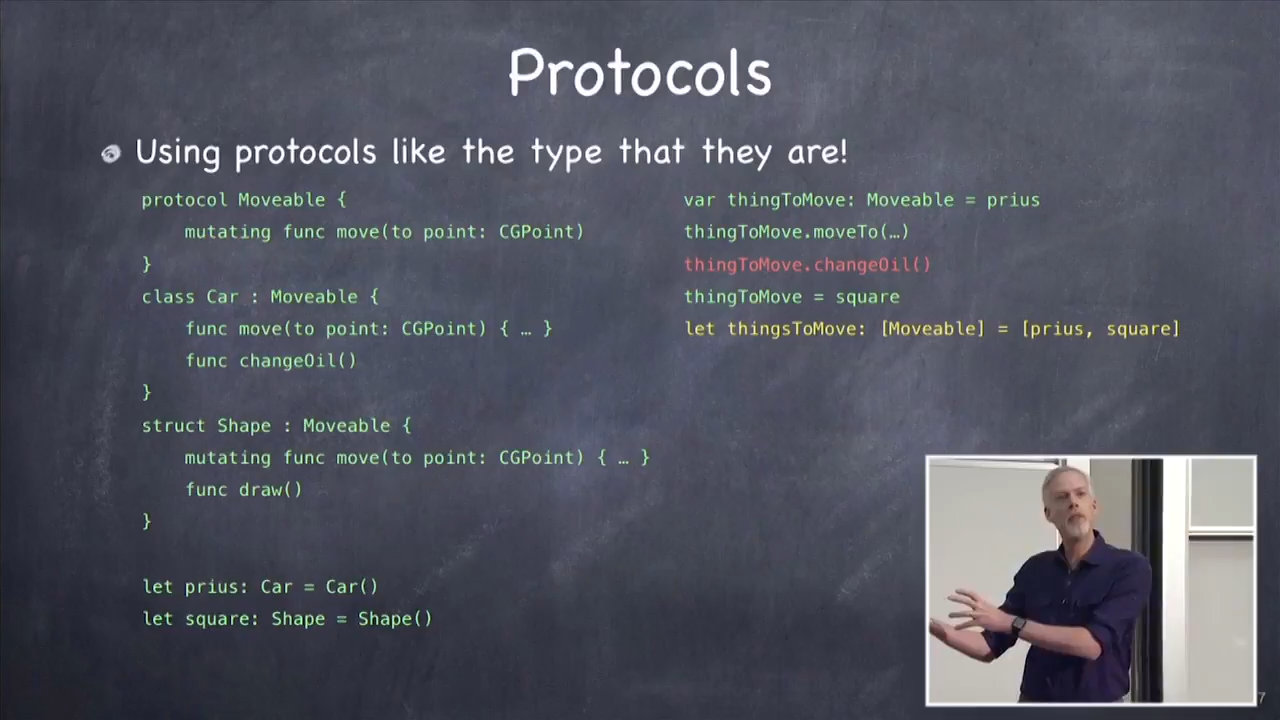 Protocols
Using protocols like the type that they are!
protocol Moveable {
mutating func move(to point: CGPoint)
}
class Car : Moveable {
func move(to point: CGPoint) { … }
func changeOil()
}
struct Shape : Moveable {
mutating func move(to point: CGPoint) { … }
func draw()
}
let prius: Car = Car()
let square: Shape = Shape()
var thingToMove: Moveable = prius
thingToMove.moveTo(…)
thingToMove.changeOil()
thingToMove = square
let thingsToMove: [Moveable] = [prius, square]